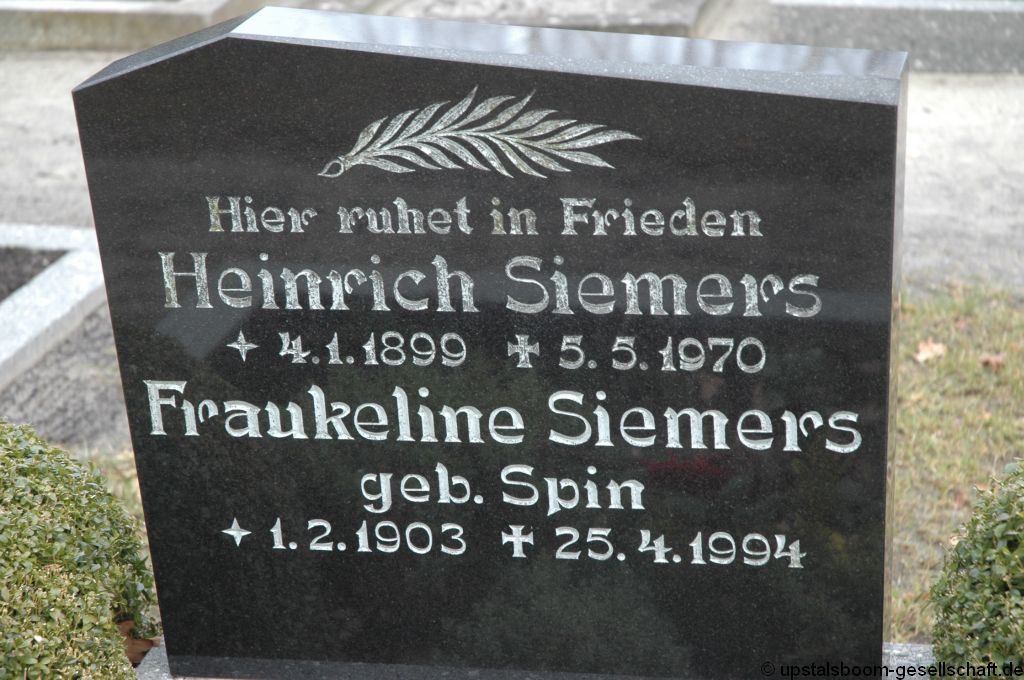 Hier ruhet in Frieden
Heinrich Siemers
✦ 4.1.1899 ✠ 5.5.1970
Fraukeline Siemers
geb. Spin
✦ 1.2.1903 ✠ 25.4.1994
© upstalsboom-gesellschaft.de